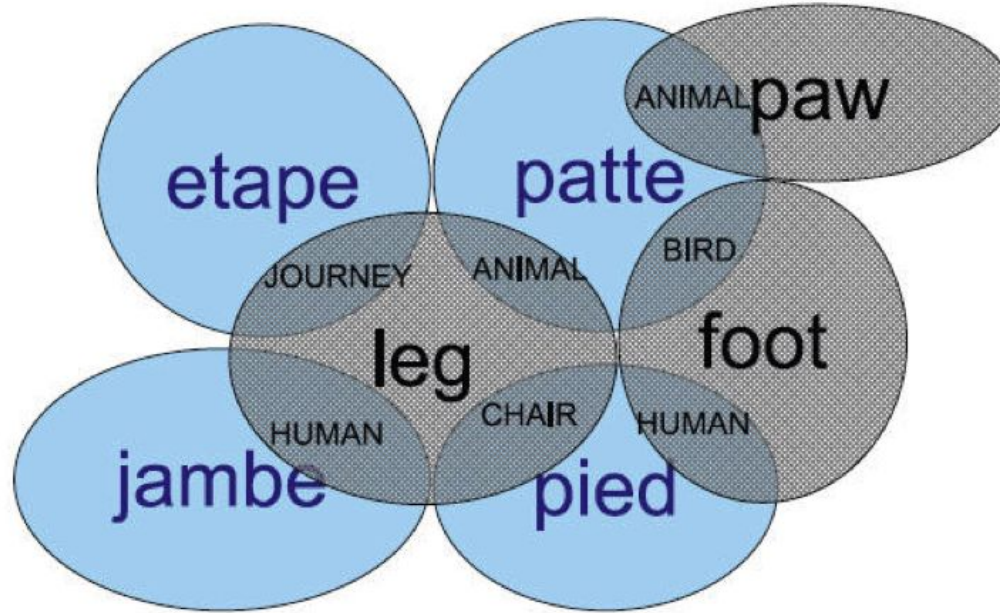 ANIMAL paw
etape
patte
BIRD
JOURNEY
ANIMAL
leg
foot
HUMAN
CHAIR
HUMAN
jambe
pied